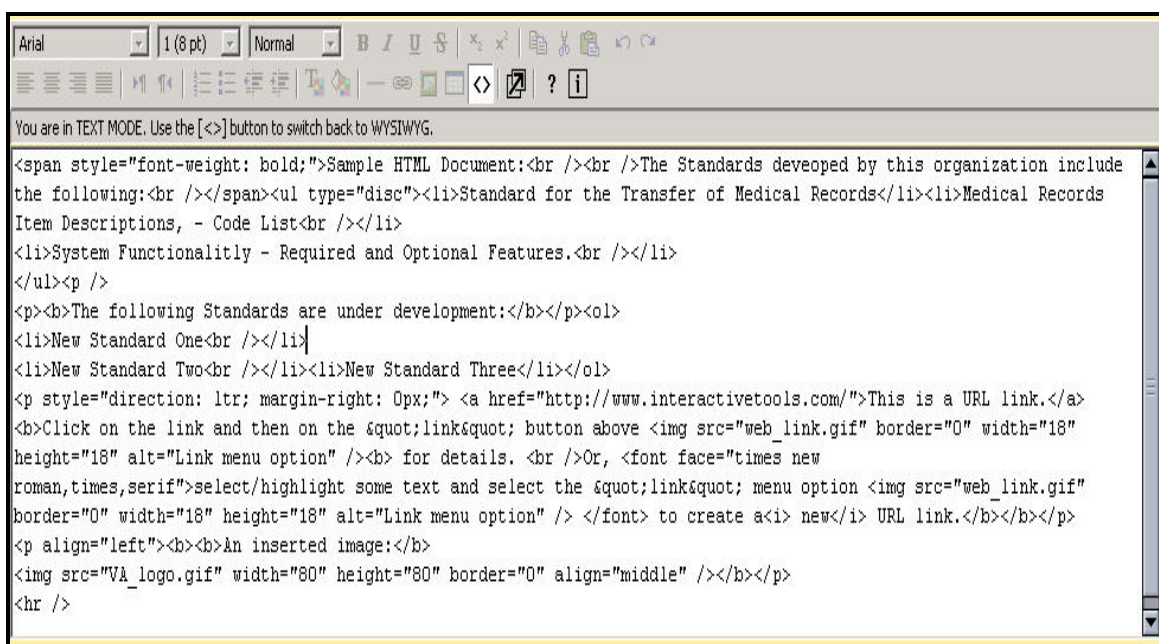 Arial 1 (8 pt) Normal B I U S x₂ x²
<> ? i
You are in TEXT MODE. Use the [<>] button to switch back to WYSIWYG.
<span style="font-weight: bold;">Sample HTML Document:<br /><br />The Standards deveoped by this organization include
the following:<br /></span><ul type="disc"><li>Standard for the Transfer of Medical Records</li><li>Medical Records
Item Descriptions, - Code List<br /></li>
<li>System Functionalitly - Required and Optional Features.<br /></li>
</ul><p />
<p><b>The following Standards are under development:</b></p><ol>
<li>New Standard One<br /></li>
<li>New Standard Two<br /></li><li>New Standard Three</li></ol>
<p style="direction: ltr; margin-right: 0px;"> <a href="http://www.interactivetools.com/">This is a URL link.</a>
<b>Click on the link and then on the &quot;link&quot; button above <img src="web_link.gif" border="0" width="18"
height="18" alt="Link menu option" /><b> for details. <br />Or, <font face="times new
roman,times,serif">select/highlight some text and select the &quot;link&quot; menu option <img src="web_link.gif"
border="0" width="18" height="18" alt="Link menu option" /> </font> to create a<i> new</i> URL link.</b></b></p>
<p align="left"><b><b>An inserted image:</b>
<img src="VA_logo.gif" width="80" height="80" border="0" align="middle" /></b></p>
<hr />